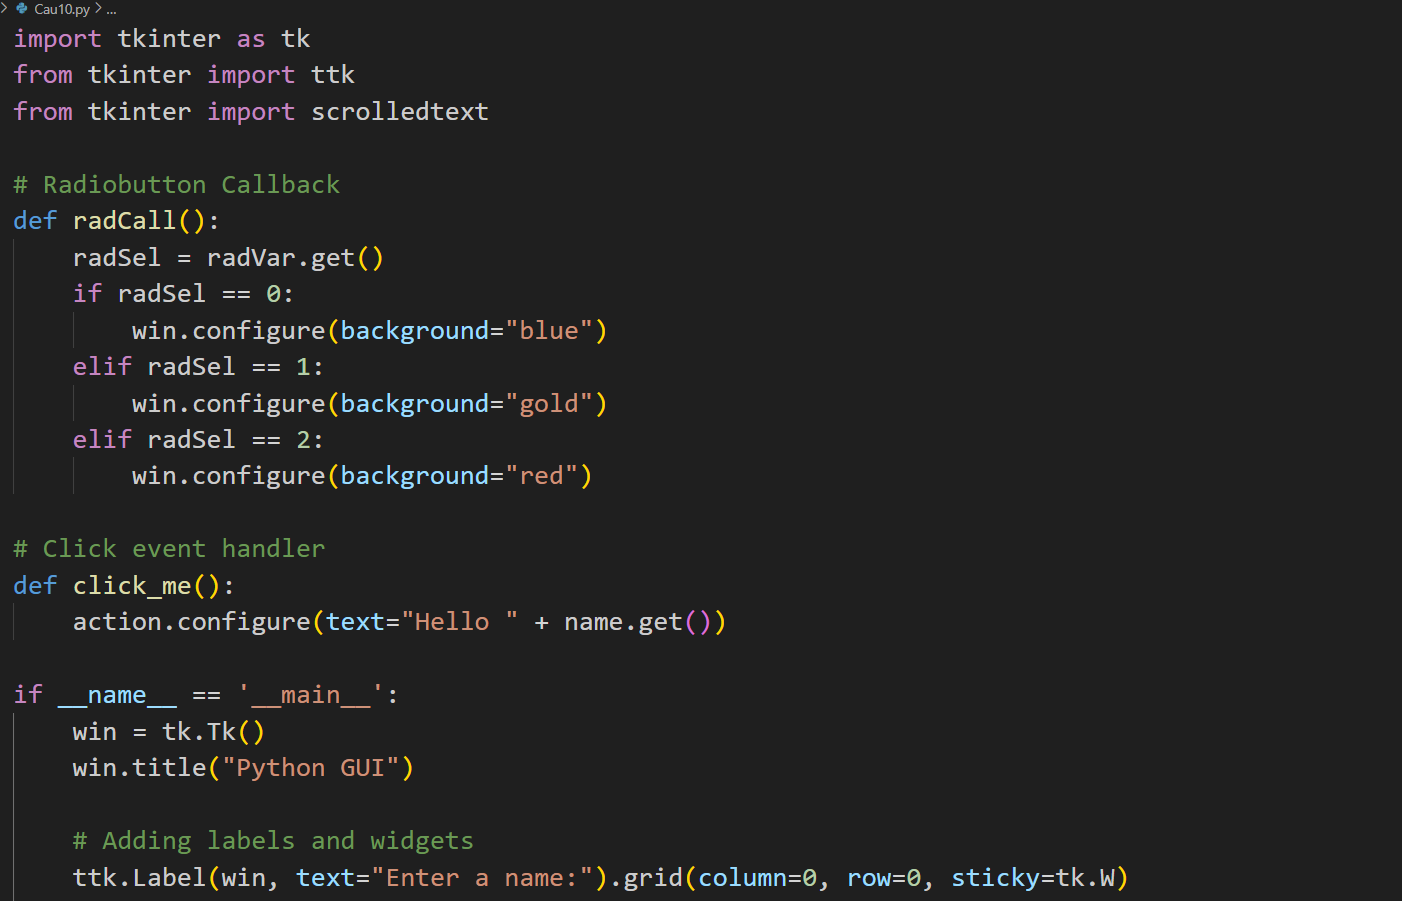 > Cau10.py > ...
import tkinter as tk
from tkinter import ttk
from tkinter import scrolledtext

# Radiobutton Callback
def radCall():
    radSel = radVar.get()
    if radSel == 0:
        win.configure(background="blue")
    elif radSel == 1:
        win.configure(background="gold")
    elif radSel == 2:
        win.configure(background="red")

# Click event handler
def click_me():
    action.configure(text="Hello " + name.get())

if __name__ == '__main__':
    win = tk.Tk()
    win.title("Python GUI")

    # Adding labels and widgets
    ttk.Label(win, text="Enter a name:").grid(column=0, row=0, sticky=tk.W)